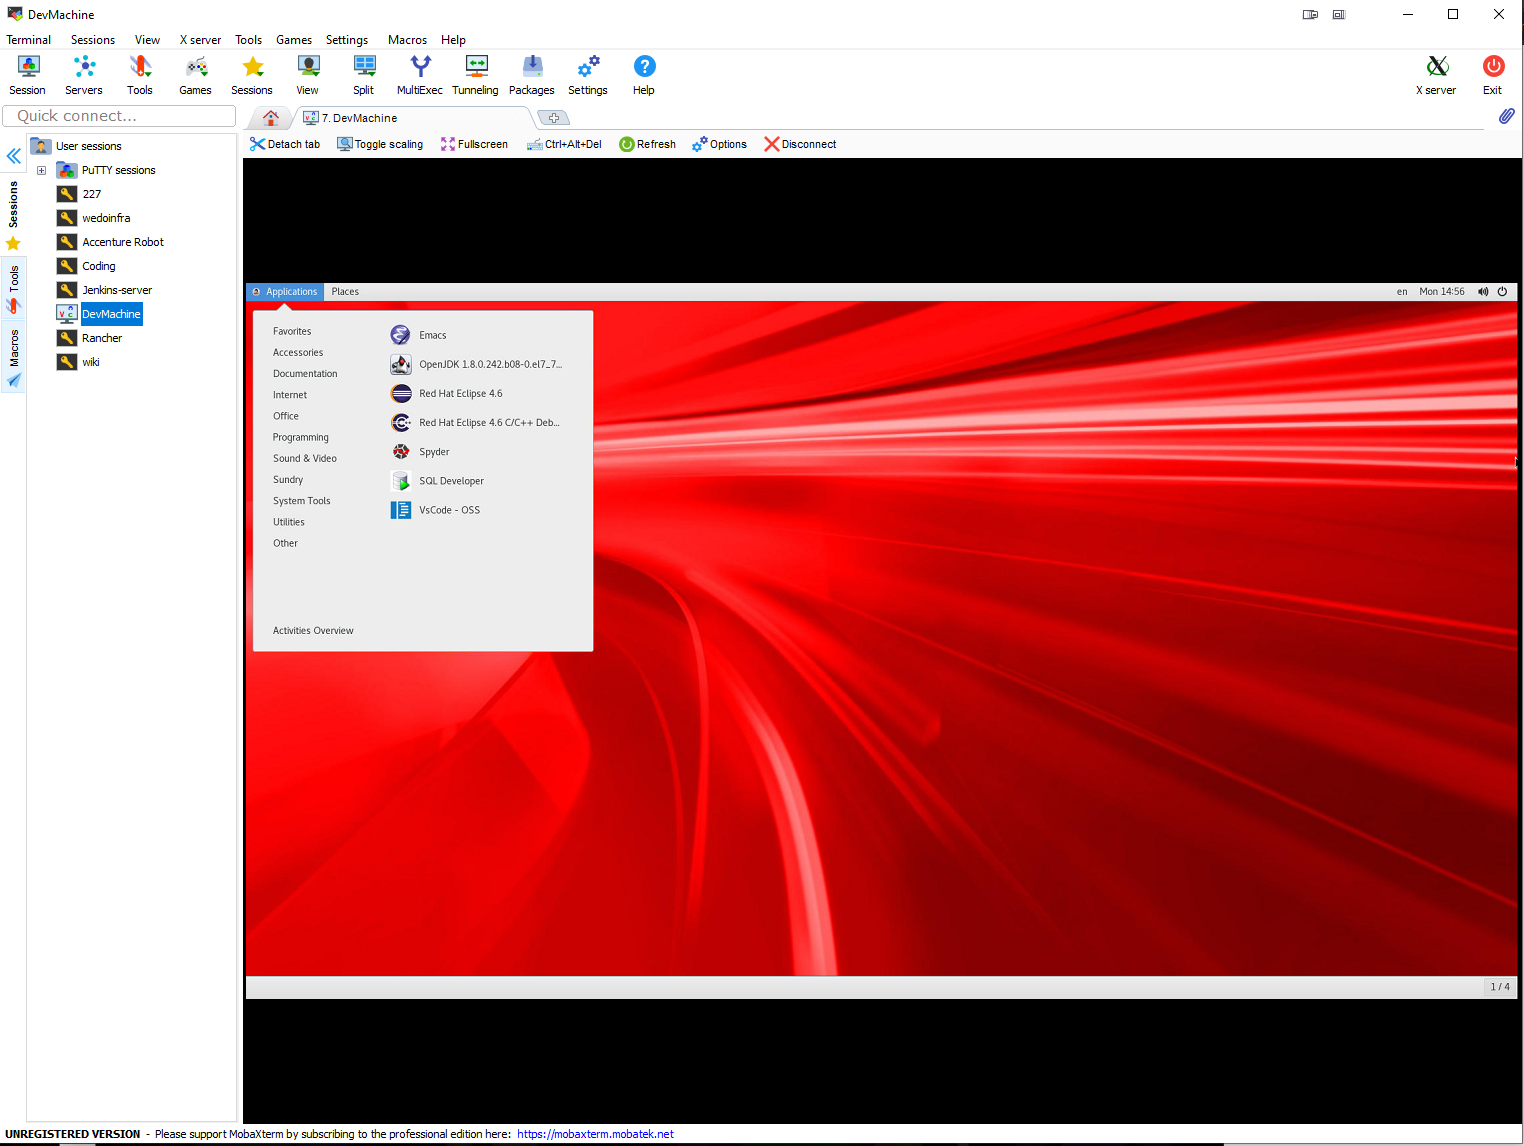 DevMachine
Terminal Sessions View X server Tools Games Settings Macros Help
Session Servers Tools Games Sessions View Split MultiExec Tunneling Packages Settings Help X server Exit
Quick connect...
7. DevMachine
Detach tab Toggle scaling Fullscreen Ctrl+Alt+Del Refresh Options Disconnect
Sessions
Tools
Macros
User sessions
PuTTY sessions
227
wedoinfra
Accenture Robot
Coding
Jenkins-server
DevMachine
Rancher
wiki
Applications Places en Mon 14:56
Favorites
Accessories
Documentation
Internet
Office
Programming
Sound & Video
Sundry
System Tools
Utilities
Other
Activities Overview
Emacs
OpenJDK 1.8.0.242.b08-0.el7_7...
Red Hat Eclipse 4.6
Red Hat Eclipse 4.6 C/C++ Deb...
Spyder
SQL Developer
VsCode - OSS
1 / 4
UNREGISTERED VERSION - Please support MobaXterm by subscribing to the professional edition here: https://mobaxterm.mobatek.net